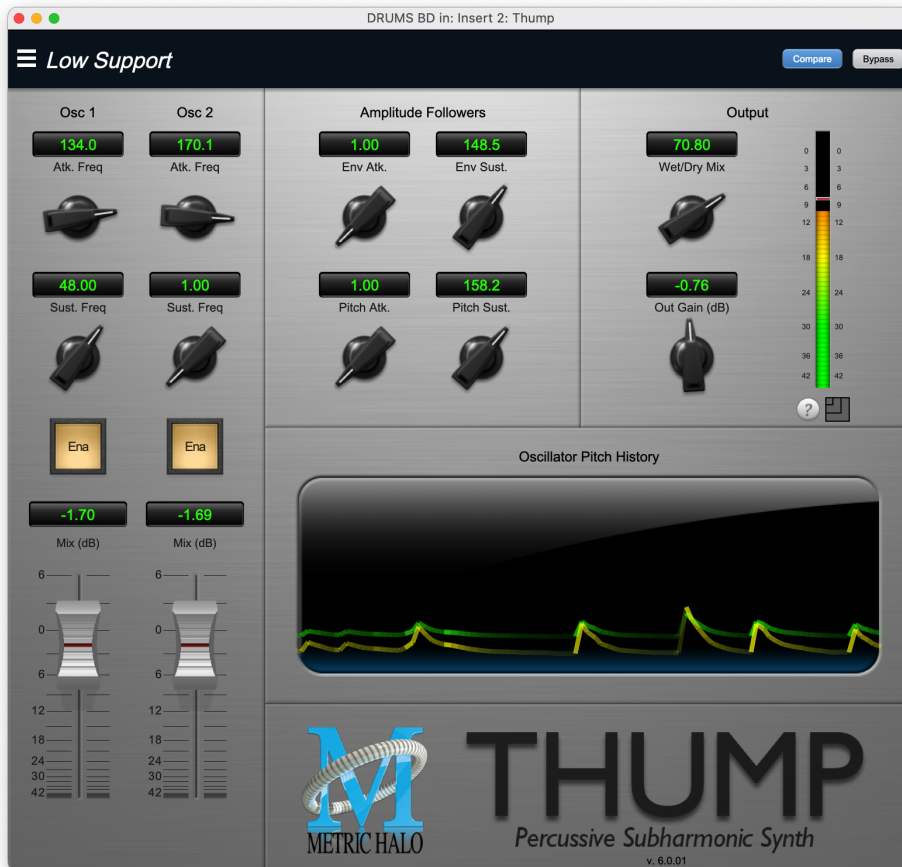 DRUMS BD in: Insert 2: Thump
Low Support
Compare
Bypass
Osc 1
Osc 2
134.0
170.1
Atk. Freq
Atk. Freq
48.00
1.00
Sust. Freq
Sust. Freq
Ena
Ena
-1.70
-1.69
Mix (dB)
Mix (dB)
6 6
0 0
6 6
12 12
18 18
24 24
30 30
42 42
Amplitude Followers
1.00
148.5
Env Atk.
Env Sust.
1.00
158.2
Pitch Atk.
Pitch Sust.
Output
70.80
Wet/Dry Mix
-0.76
Out Gain (dB)
0 0
3 3
6 6
9 9
12 12
18 18
24 24
30 30
36 36
42 42
?
Oscillator Pitch History
METRIC HALO
THUMP
Percussive Subharmonic Synth
v. 6.0.01